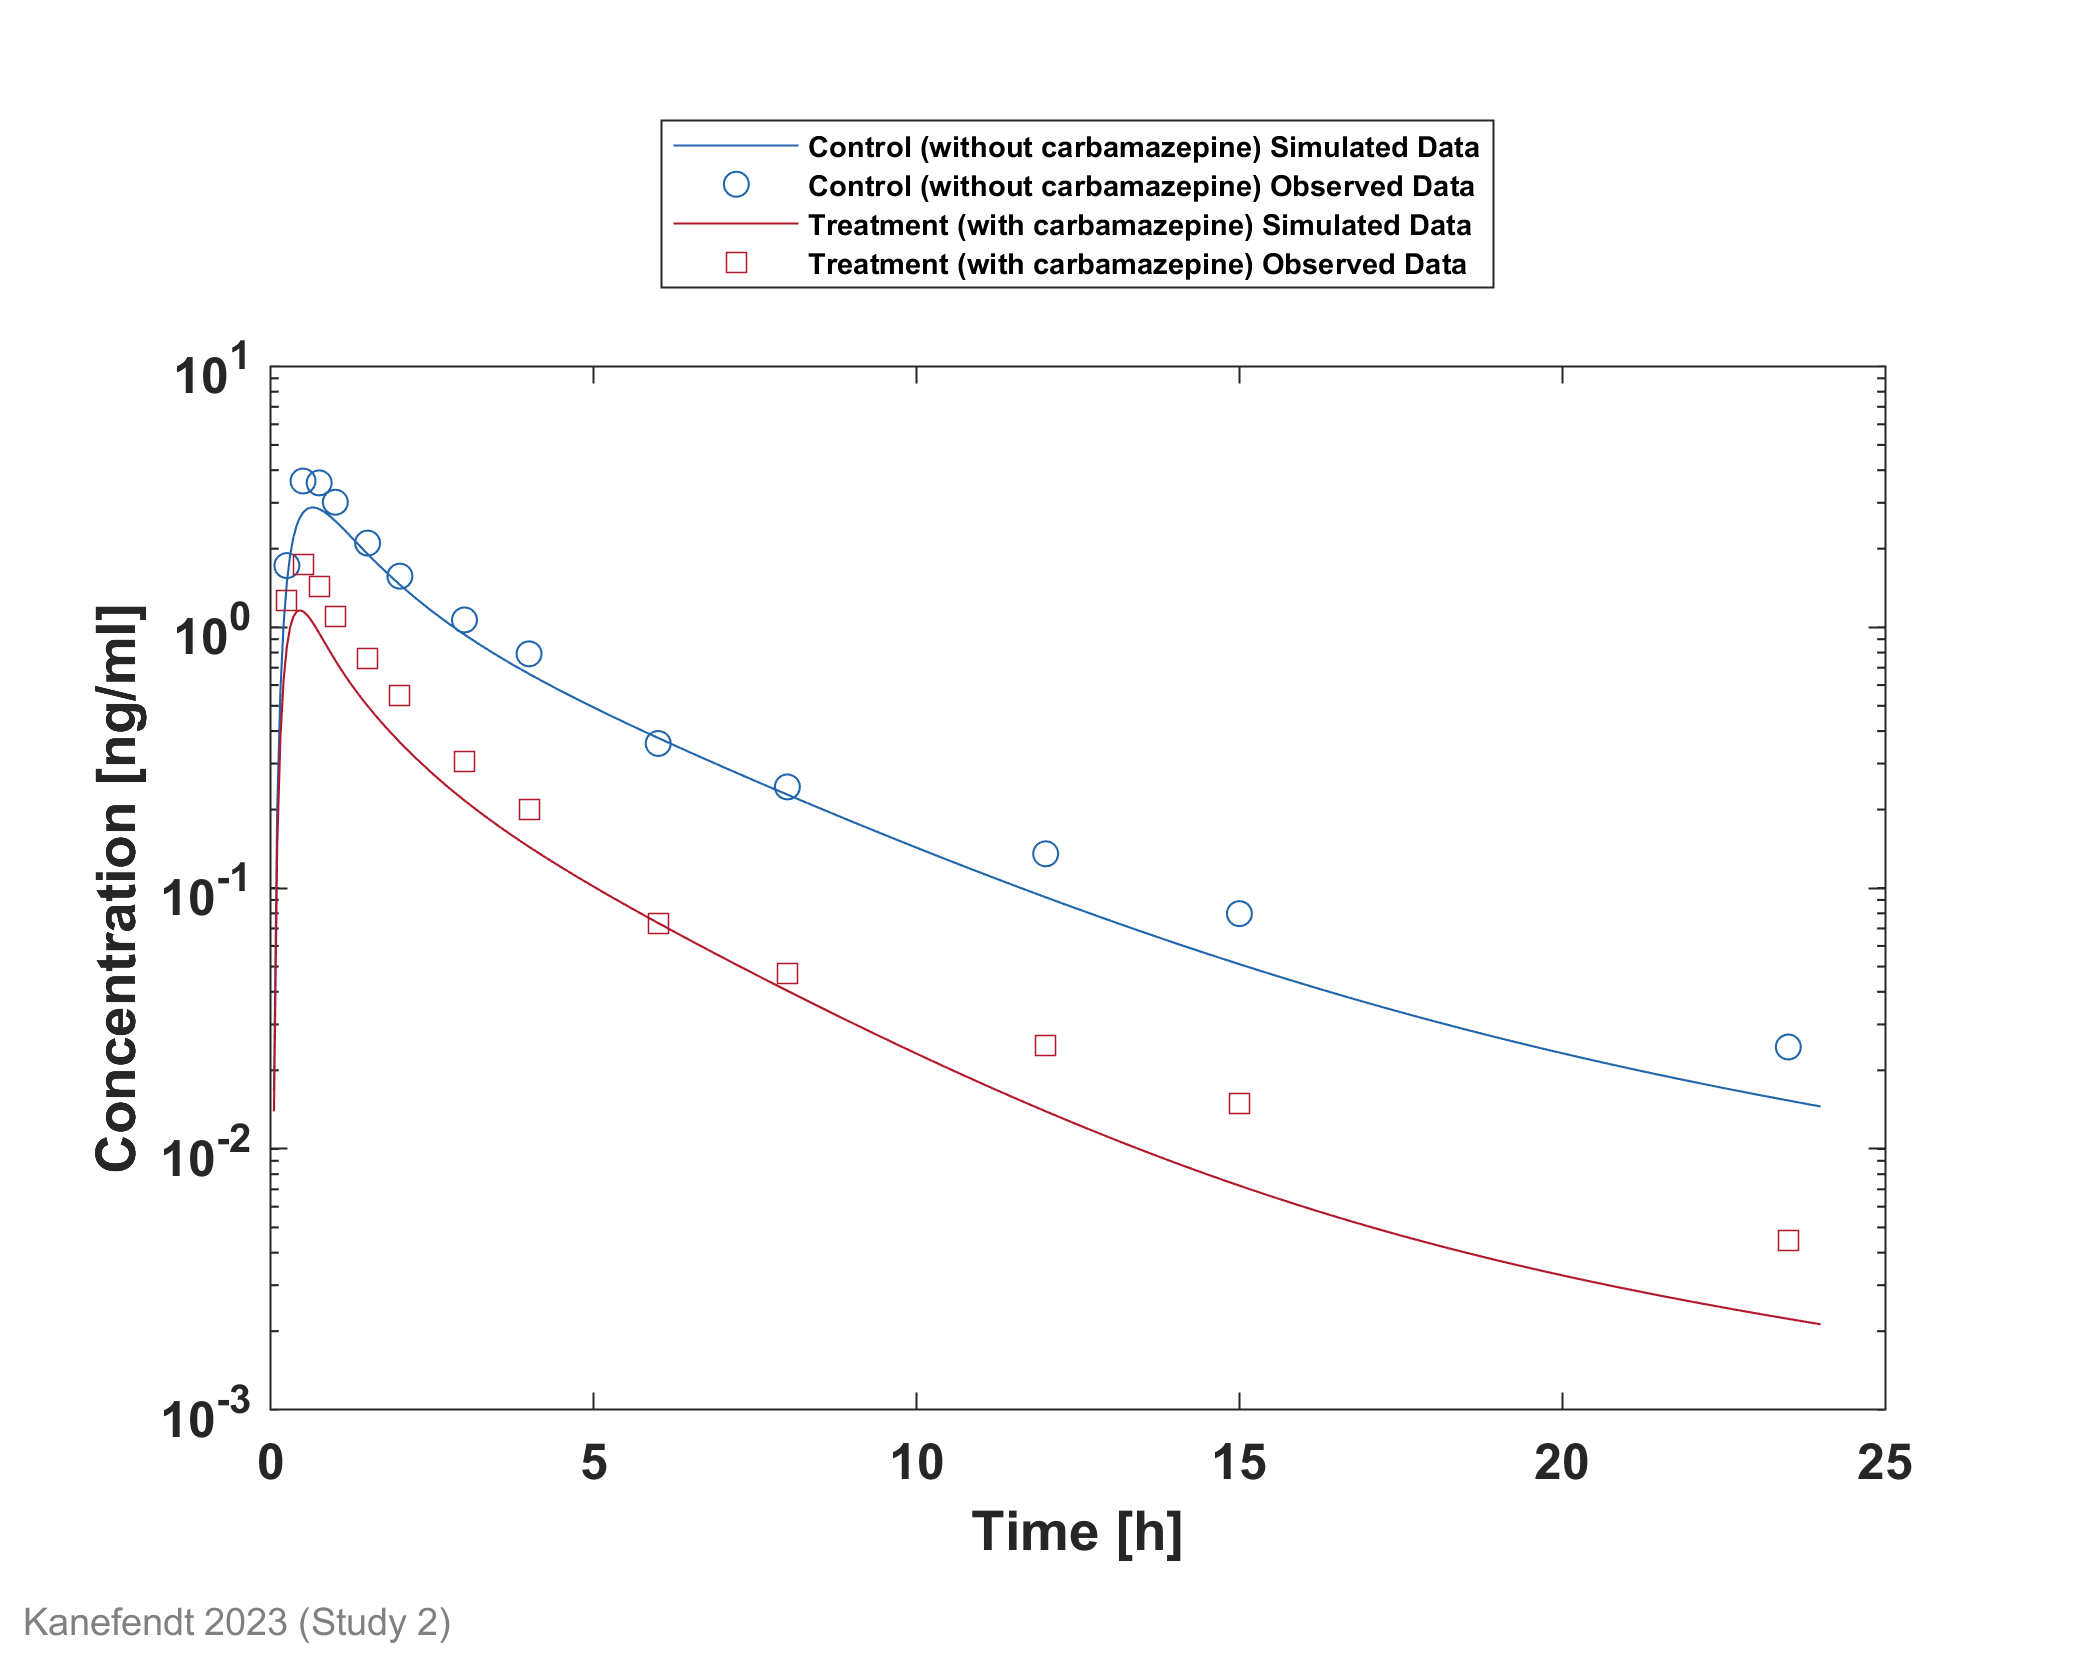 Control (without carbamazepine) Simulated Data
Control (without carbamazepine) Observed Data
Treatment (with carbamazepine) Simulated Data
Treatment (with carbamazepine) Observed Data
10^1
10^0
10^-1
10^-2
10^-3
Concentration [ng/ml]
0 5 10 15 20 25
Time [h]
Kanefendt 2023 (Study 2)